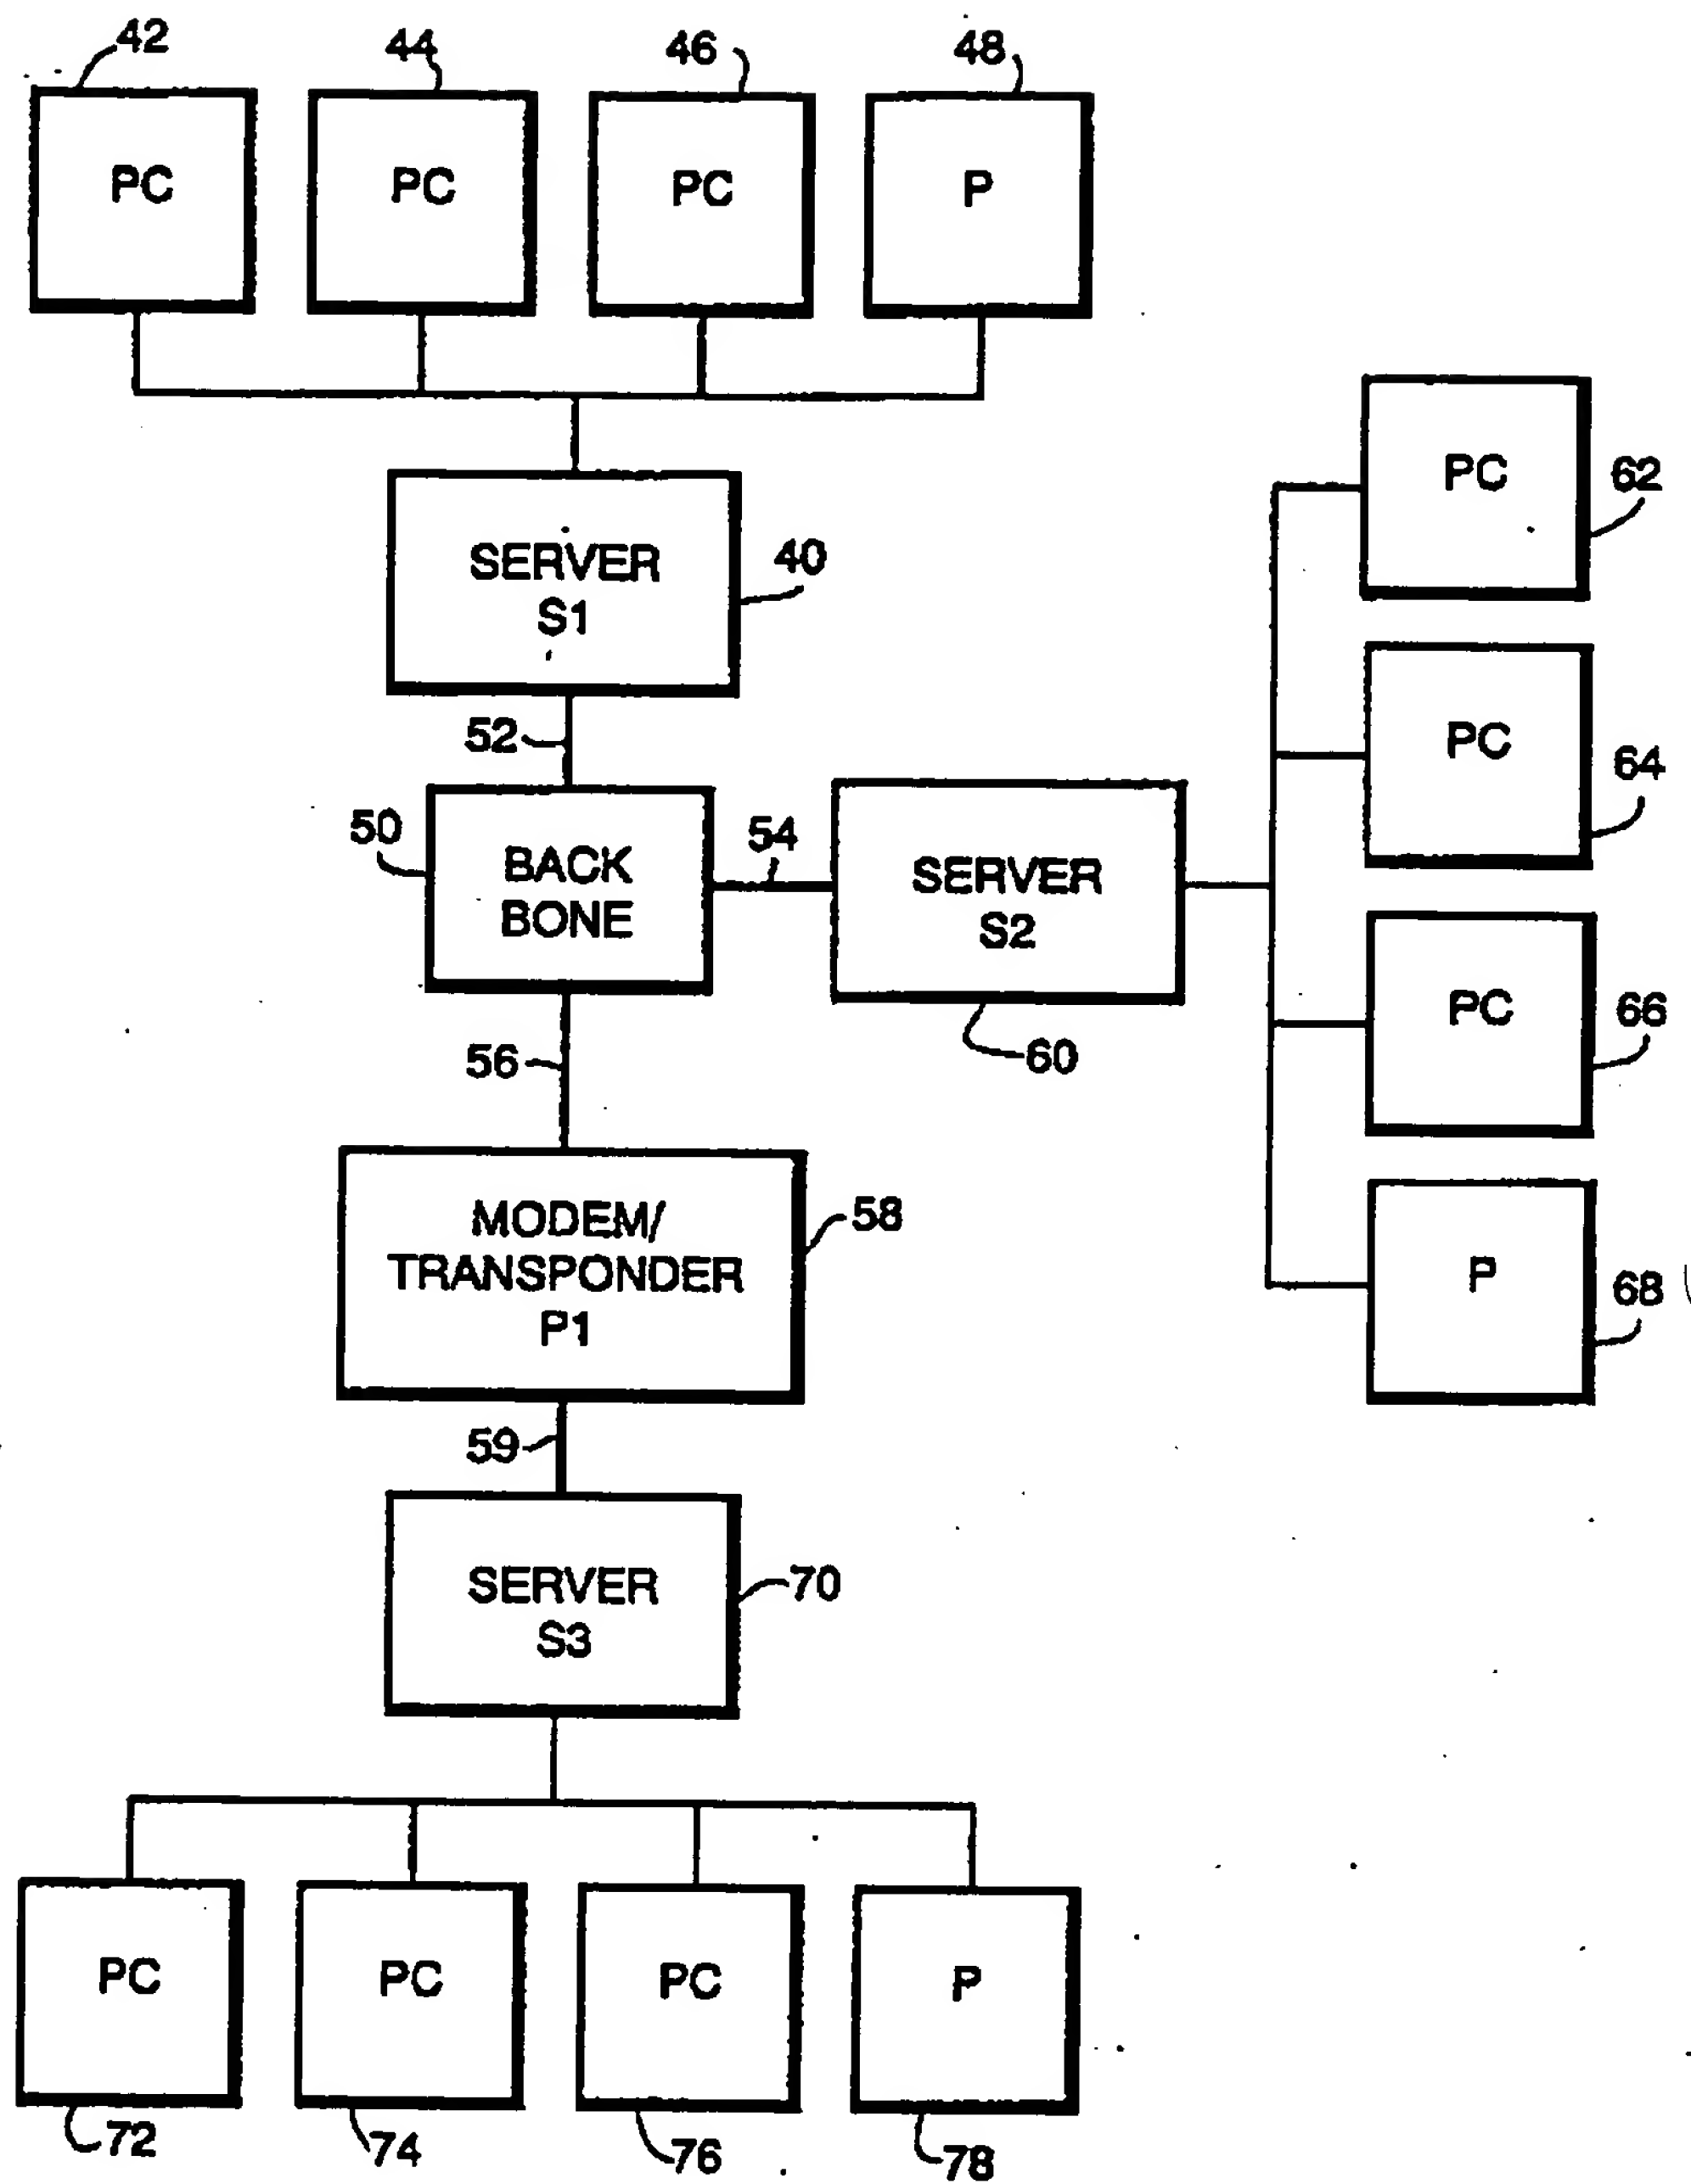 42
44
46
48
PC
PC
PC
P
SERVER
S1
40
PC
62
52
PC
64
50
BACK
BONE
54
SERVER
S2
60
PC
66
56
MODEM/
TRANSPONDER
P1
58
P
68
59
SERVER
S3
70
PC
PC
PC
P
72
74
76
78